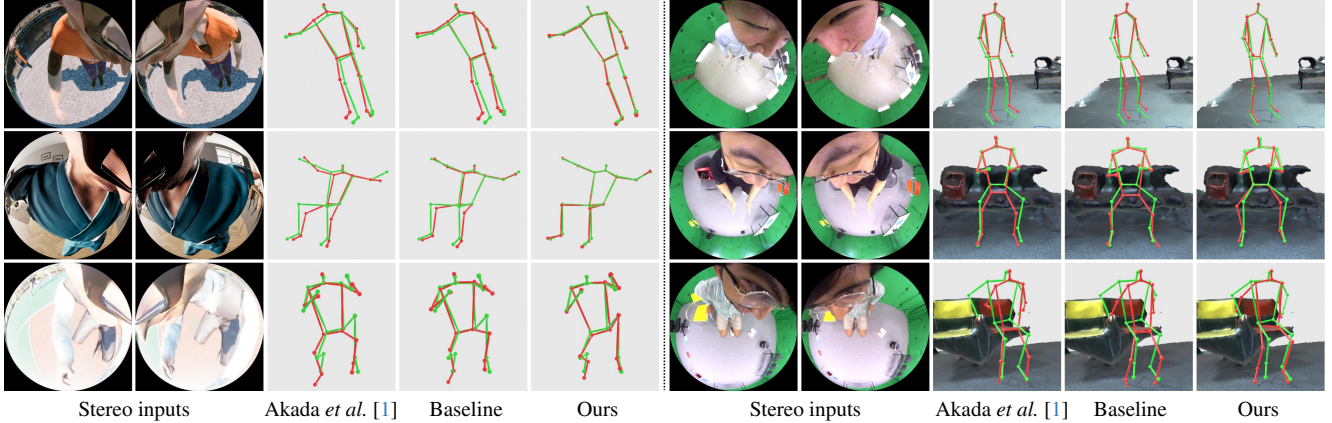 Stereo inputs Akada et al. [1] Baseline Ours Stereo inputs Akada et al. [1] Baseline Ours